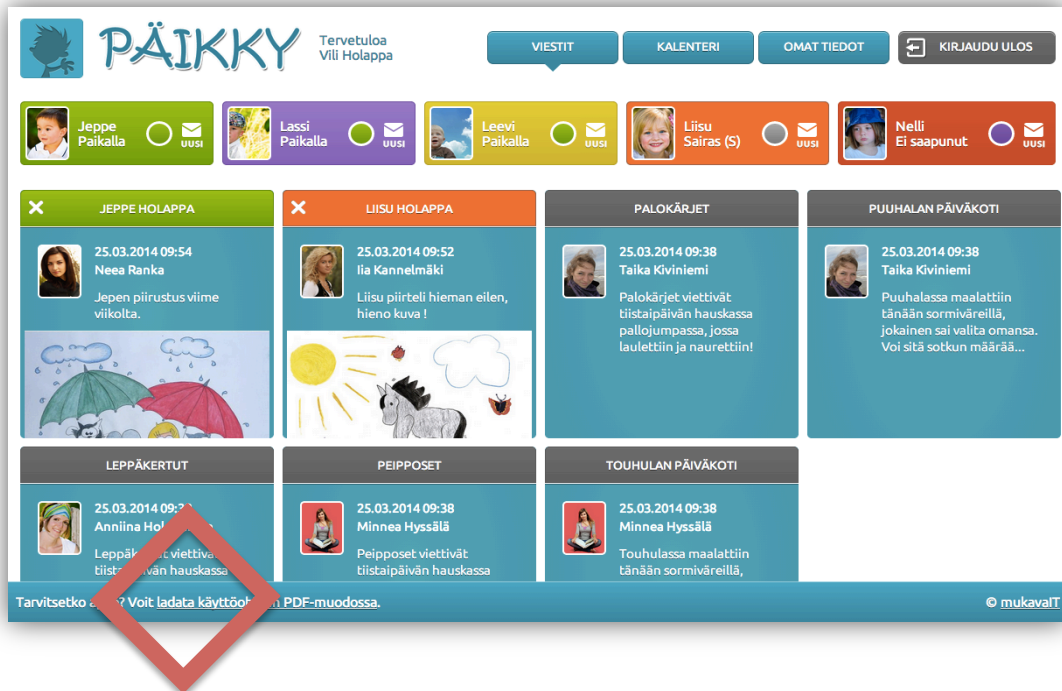 PÄIKKY
Tervetuloa
Vili Holappa
VIESTIT
KALENTERI
OMAT TIEDOT
KIRJAUDU ULOS
Jeppe
Paikalla
UUSI
Lassi
Paikalla
UUSI
Leevi
Paikalla
UUSI
Liisu
Sairas (S)
UUSI
Nelli
Ei saapunut
UUSI
JEPPE HOLAPPA
25.03.2014 09:54
Neea Ranka
Jepen piirustus viime
viikolta.
LIISU HOLAPPA
25.03.2014 09:52
Iia Kannelmäki
Liisu piirteli hieman eilen,
hieno kuva !
PALOKÄRJET
25.03.2014 09:38
Taika Kiviniemi
Palokärjet viettivät
tiistaipäivän hauskassa
pallojumpassa, jossa
laulettiin ja naurettiin!
PUUHALAN PÄIVÄKOTI
25.03.2014 09:38
Taika Kiviniemi
Puuhalassa maalattiin
tänään sormiväreillä,
jokainen sai valita omansa.
Voi sitä sotkun määrää...
LEPPÄKERTUT
25.03.2014
Anniina
viettivät
hauskassa
PEIPPOSET
25.03.2014 09:38
Minnea Hyssälä
Peipposet viettivät
tiistaipäivän hauskassa
TOUHULAN PÄIVÄKOTI
25.03.2014 09:38
Minnea Hyssälä
Touhulassa maalattiin
tänään sormiväreillä,
Tarvitsetko ? Voit ladata PDF-muodossa.
© mukavaIT